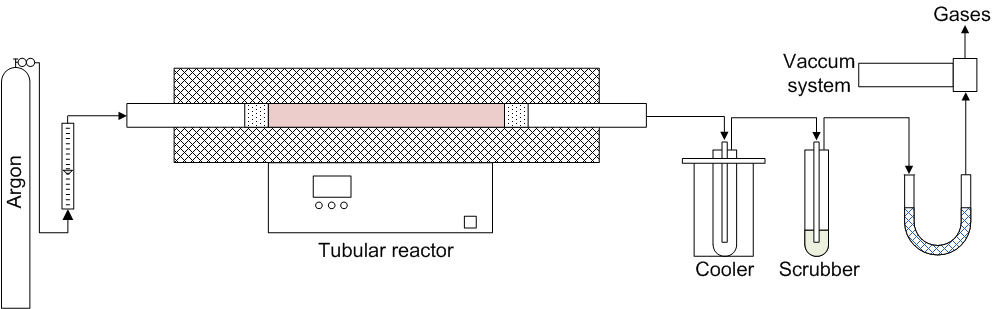 Gases
Vaccum
system
Argon
Tubular reactor
Cooler
Scrubber